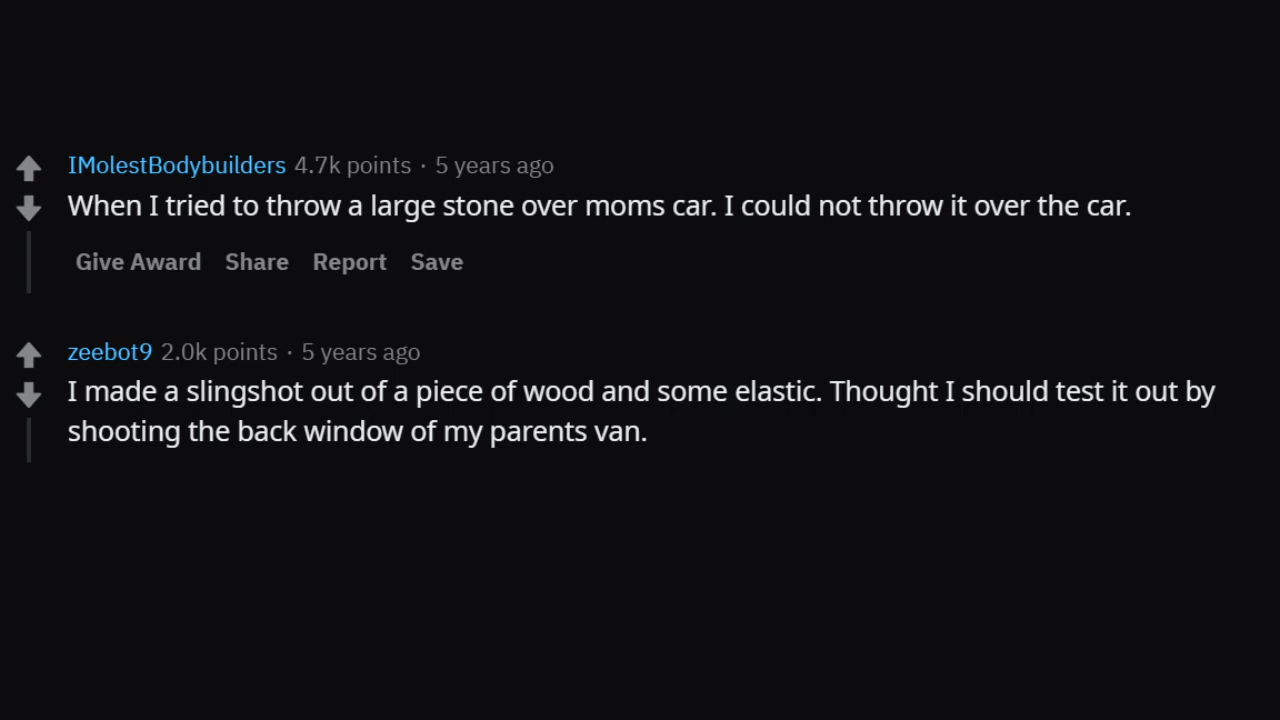 IMolestBodybuilders 4.7k points · 5 years ago
When I tried to throw a large stone over moms car. I could not throw it over the car.
Give Award Share Report Save
zeebot9 2.0k points · 5 years ago
I made a slingshot out of a piece of wood and some elastic. Thought I should test it out by
shooting the back window of my parents van.